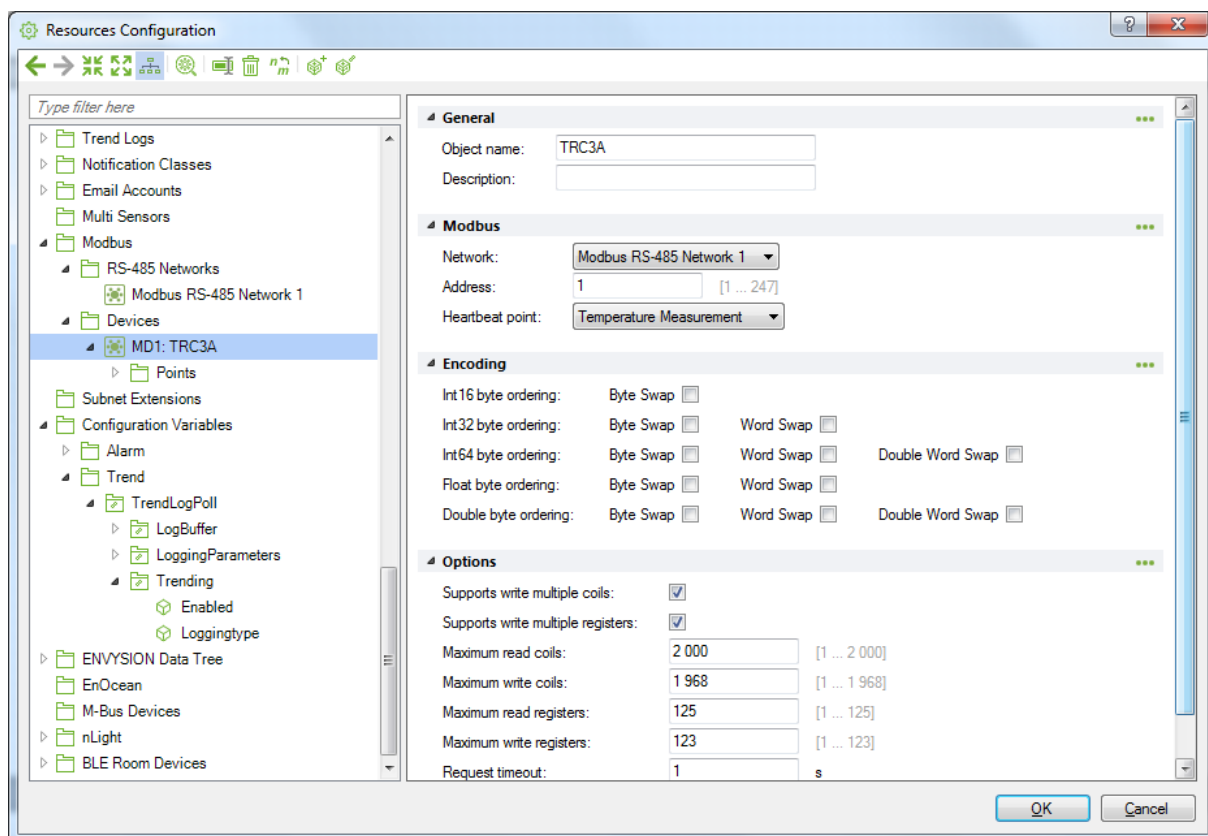 Resources Configuration
Type filter here
Trend Logs
Notification Classes
Email Accounts
Multi Sensors
Modbus
RS-485 Networks
Modbus RS-485 Network 1
Devices
MD1: TRC3A
Points
Subnet Extensions
Configuration Variables
Alarm
Trend
TrendLogPoll
LogBuffer
LoggingParameters
Trending
Enabled
Loggingtype
ENVYSION Data Tree
EnOcean
M-Bus Devices
nLight
BLE Room Devices
General
Object name: TRC3A
Description:
Modbus
Network: Modbus RS-485 Network 1
Address: 1 [1 ... 247]
Heartbeat point: Temperature Measurement
Encoding
Int16 byte ordering: Byte Swap
Int32 byte ordering: Byte Swap Word Swap
Int64 byte ordering: Byte Swap Word Swap Double Word Swap
Float byte ordering: Byte Swap Word Swap
Double byte ordering: Byte Swap Word Swap Double Word Swap
Options
Supports write multiple coils:
Supports write multiple registers:
Maximum read coils: 2 000 [1 ... 2 000]
Maximum write coils: 1 968 [1 ... 1 968]
Maximum read registers: 125 [1 ... 125]
Maximum write registers: 123 [1 ... 123]
Request timeout: 1 s
OK Cancel